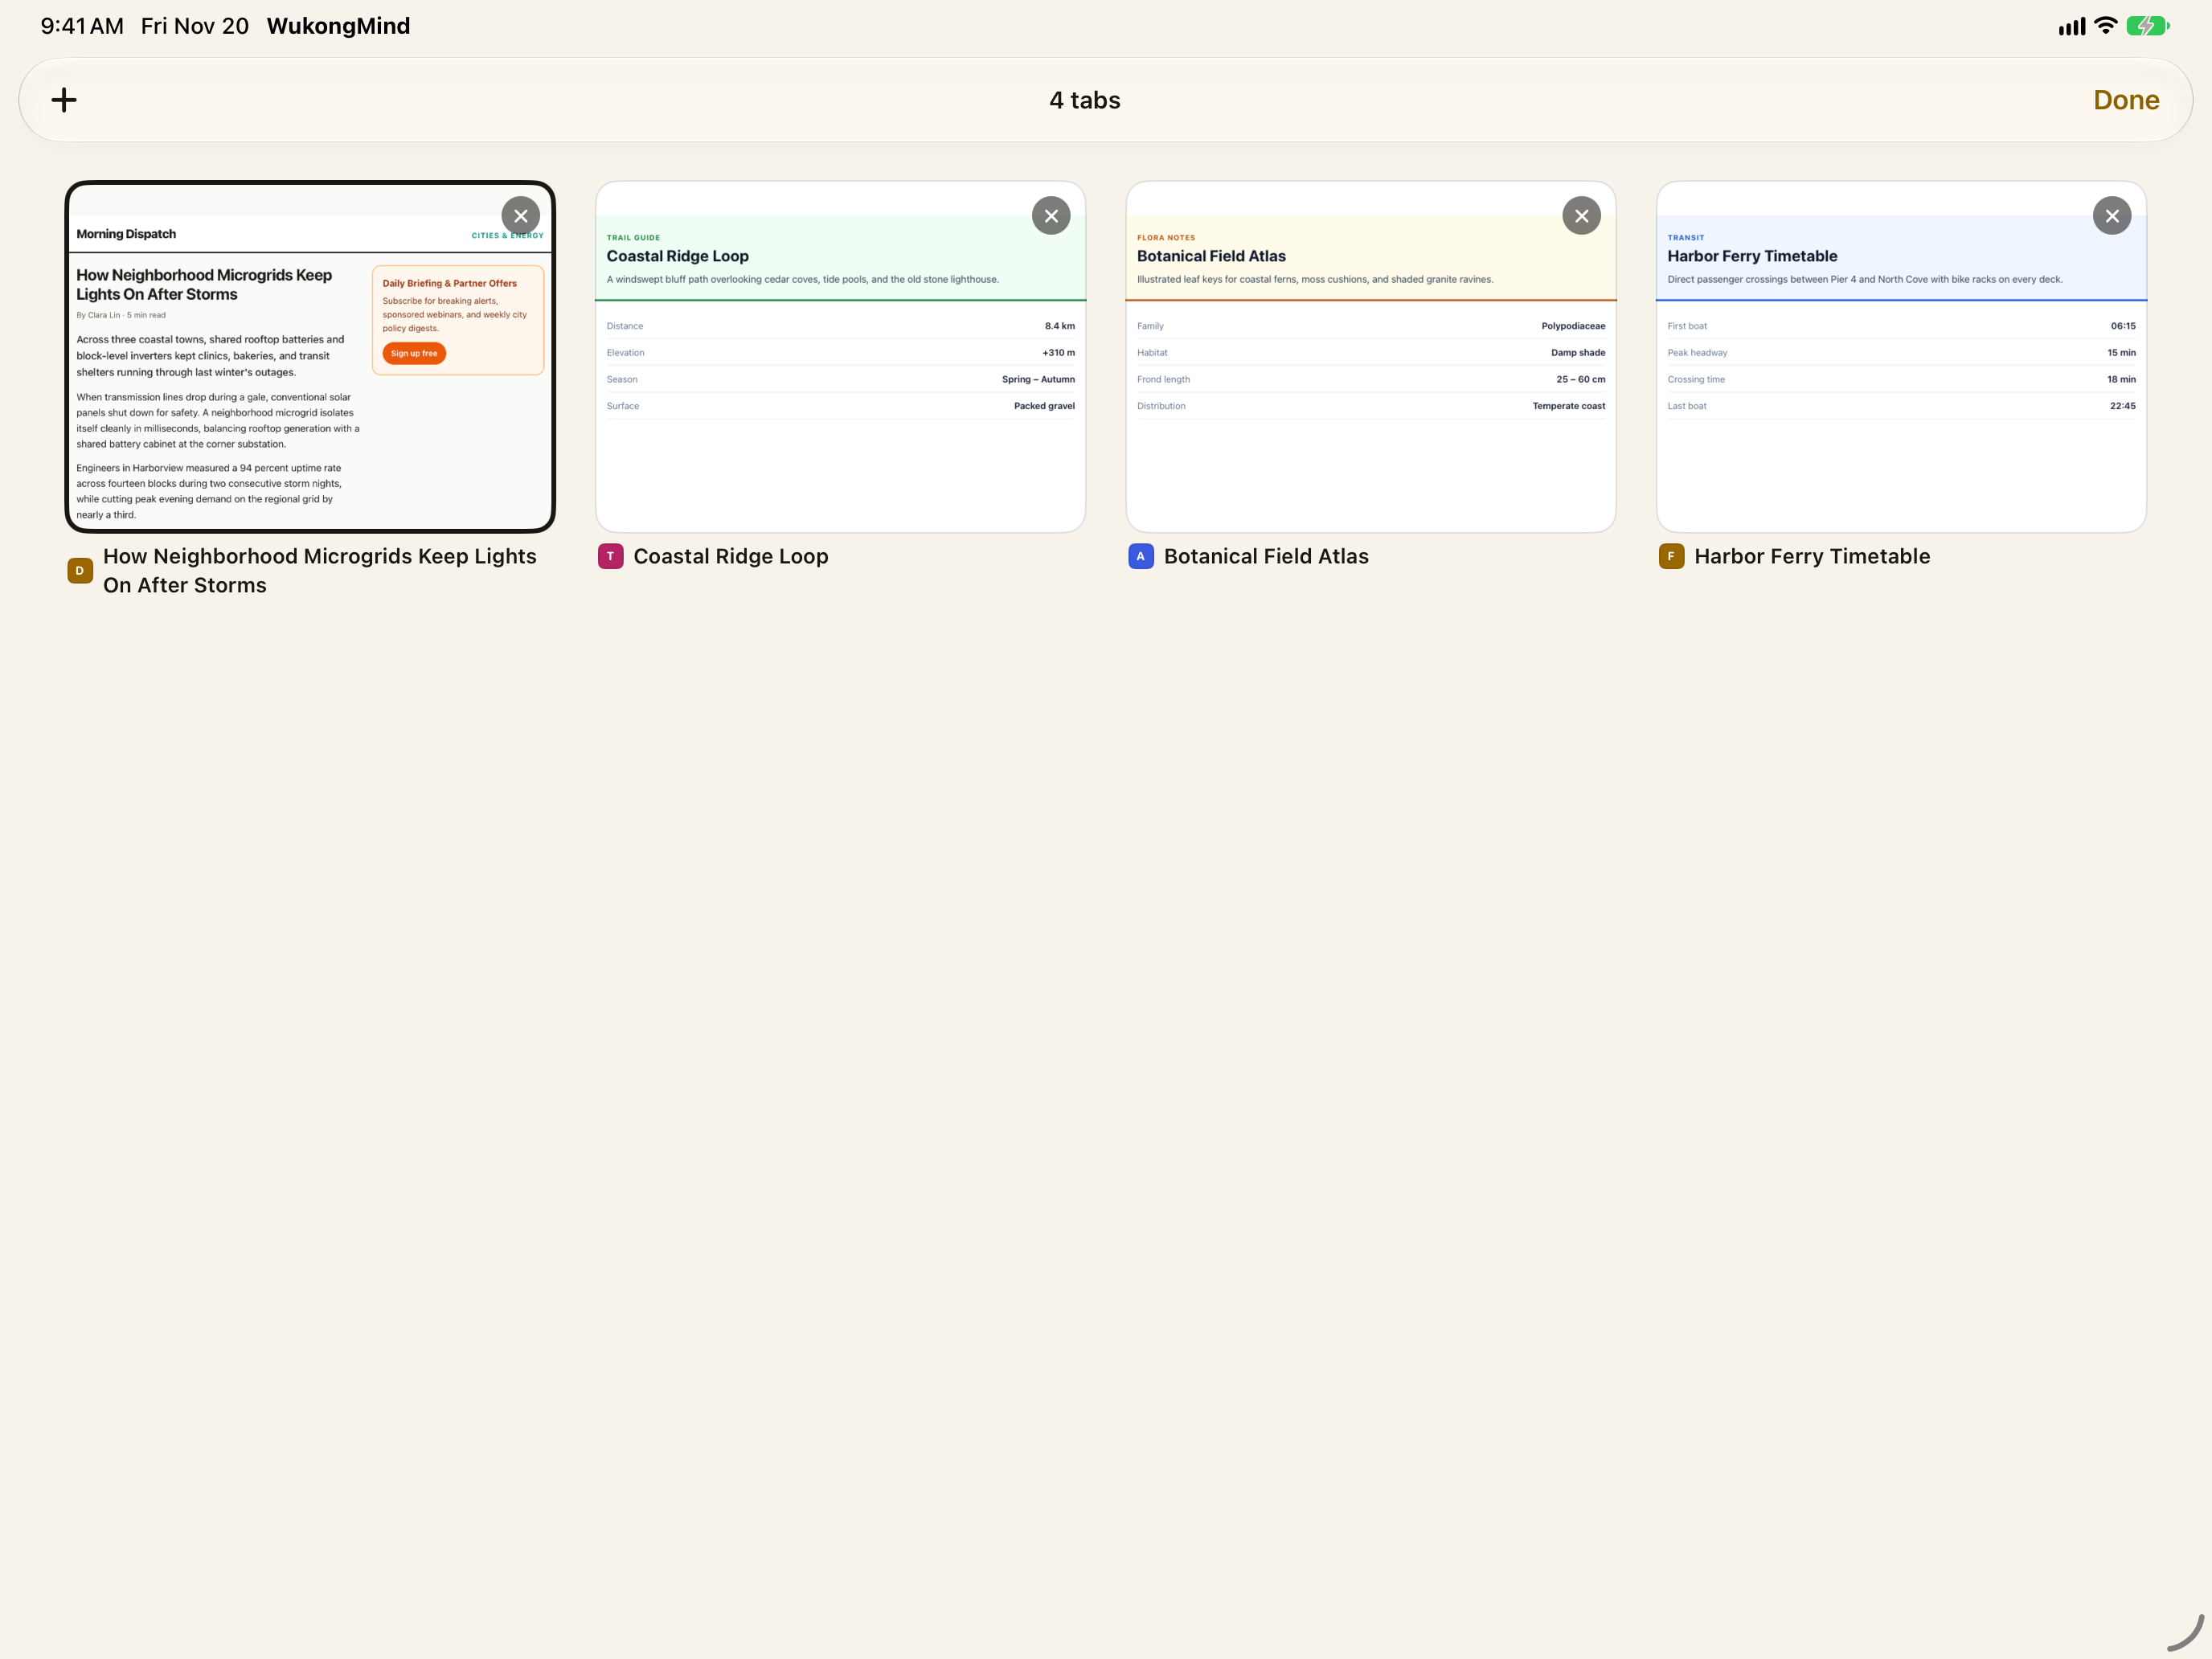 9:41 AM Fri Nov 20 WukongMind
4 tabs
Done
Morning Dispatch
CITIES & ENERGY
How Neighborhood Microgrids Keep
Lights On After Storms
By Clara Lin · 5 min read
Across three coastal towns, shared rooftop batteries and
block-level inverters kept clinics, bakeries, and transit
shelters running through last winter's outages.
When transmission lines drop during a gale, conventional solar
panels shut down for safety. A neighborhood microgrid isolates
itself cleanly in milliseconds, balancing rooftop generation with a
shared battery cabinet at the corner substation.
Engineers in Harborview measured a 94 percent uptime rate
across fourteen blocks during two consecutive storm nights,
while cutting peak evening demand on the regional grid by
nearly a third.
Daily Briefing & Partner Offers
Subscribe for breaking alerts,
sponsored webinars, and weekly city
policy digests.
Sign up free
D
How Neighborhood Microgrids Keep Lights
On After Storms
TRAIL GUIDE
Coastal Ridge Loop
A windswept bluff path overlooking cedar coves, tide pools, and the old stone lighthouse.
Distance 8.4 km
Elevation +310 m
Season Spring – Autumn
Surface Packed gravel
T Coastal Ridge Loop
FLORA NOTES
Botanical Field Atlas
Illustrated leaf keys for coastal ferns, moss cushions, and shaded granite ravines.
Family Polypodiaceae
Habitat Damp shade
Frond length 25 – 60 cm
Distribution Temperate coast
A Botanical Field Atlas
TRANSIT
Harbor Ferry Timetable
Direct passenger crossings between Pier 4 and North Cove with bike racks on every deck.
First boat 06:15
Peak headway 15 min
Crossing time 18 min
Last boat 22:45
F Harbor Ferry Timetable